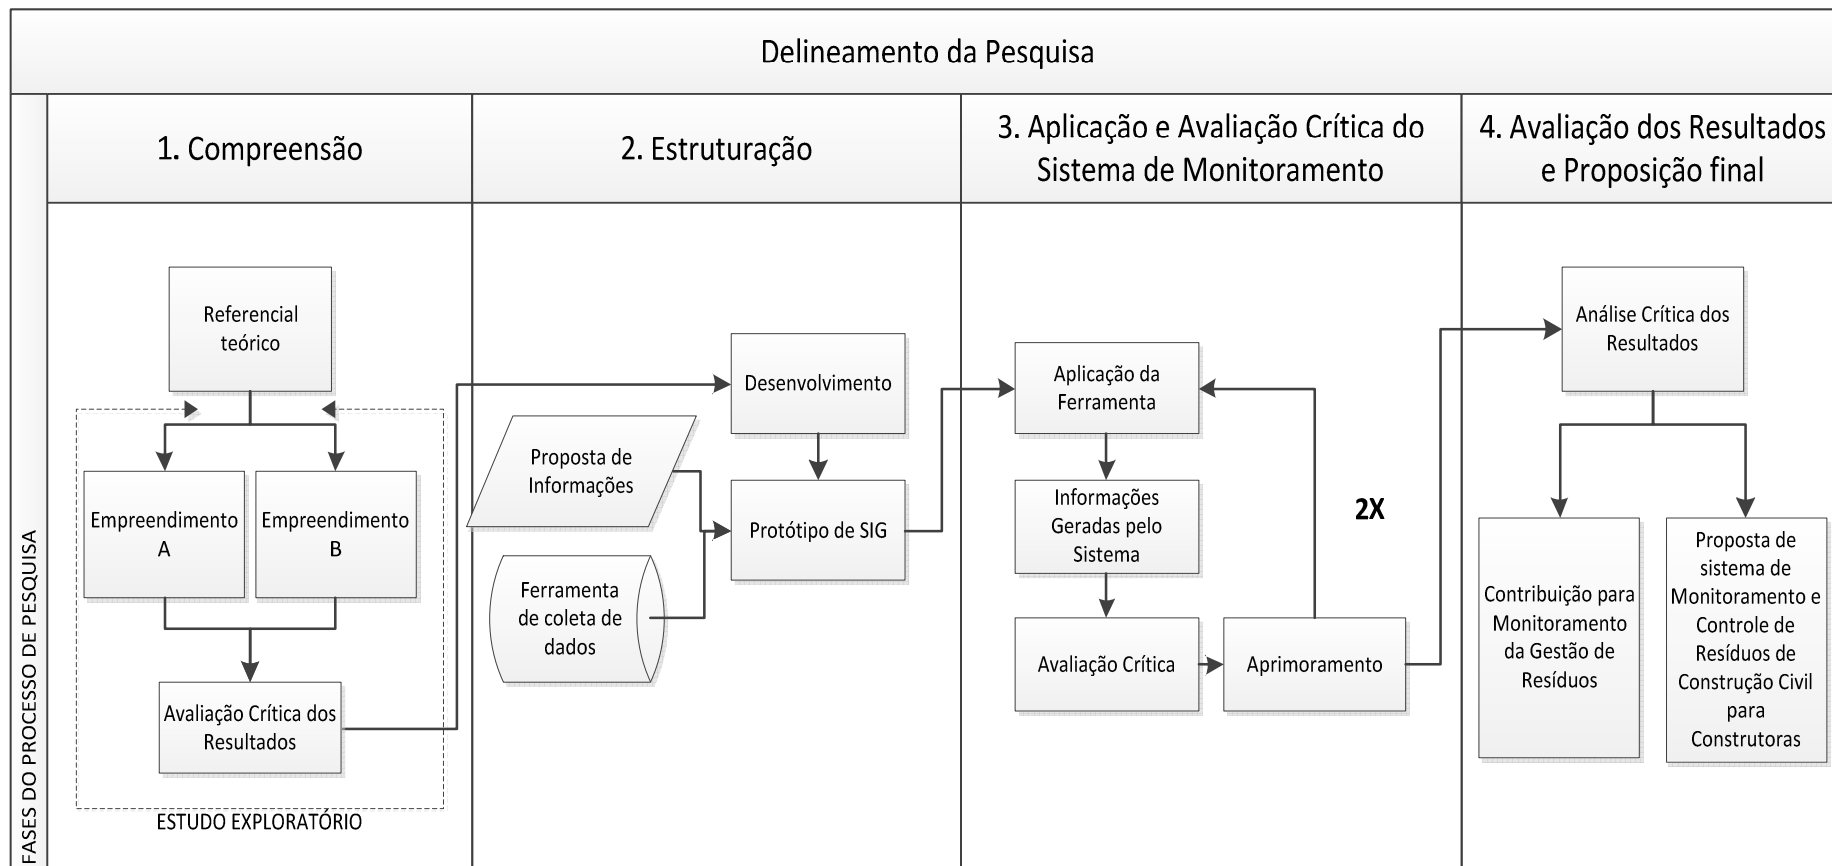 Delineamento da Pesquisa
FASES DO PROCESSO DE PESQUISA
1. Compreensão
2. Estruturação
3. Aplicação e Avaliação Crítica do
Sistema de Monitoramento
4. Avaliação dos Resultados
e Proposição final
Referencial
teórico
Empreendimento
A
Empreendimento
B
Avaliação Crítica dos
Resultados
ESTUDO EXPLORATÓRIO
Desenvolvimento
Proposta de
Informações
Protótipo de SIG
Ferramenta
de coleta de
dados
Aplicação da
Ferramenta
Informações
Geradas pelo
Sistema
2X
Avaliação Crítica
Aprimoramento
Análise Crítica dos
Resultados
Contribuição para
Monitoramento
da Gestão de
Resíduos
Proposta de
sistema de
Monitoramento e
Controle de
Resíduos de
Construção Civil
para
Construtoras